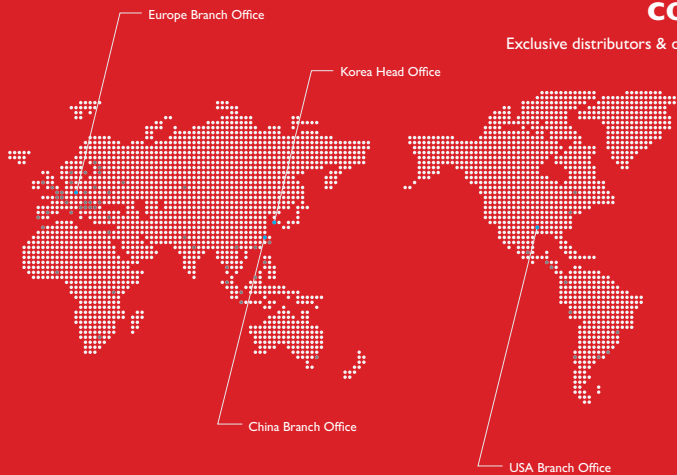 Europe Branch Office
Exclusive distributors &
Korea Head Office
China Branch Office
USA Branch Office